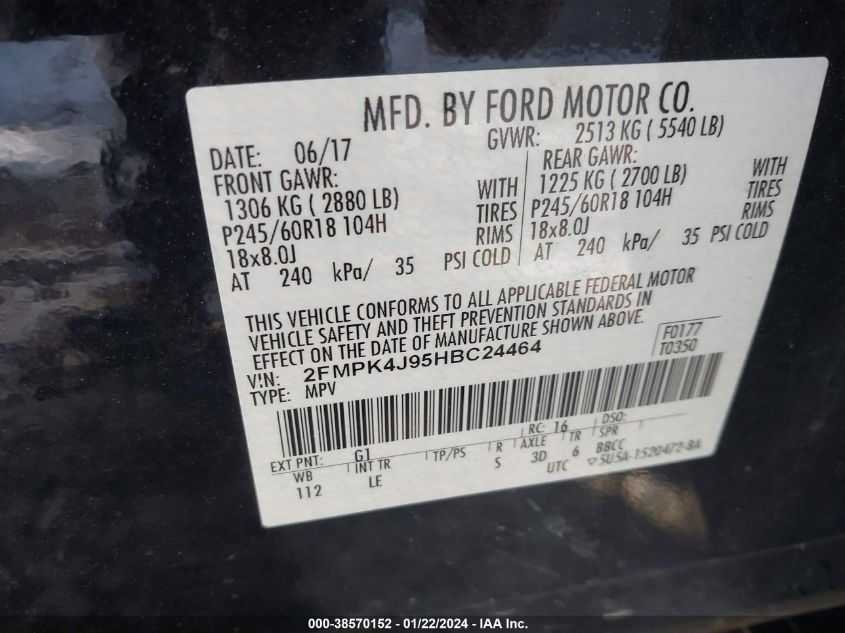 MFD. BY FORD MOTOR CO.
DATE: 06/17 GVWR: 2513 KG ( 5540 LB)
FRONT GAWR: REAR GAWR:
1306 KG ( 2880 LB) WITH 1225 KG ( 2700 LB) WITH
P245/60R18 104H TIRES P245/60R18 104H TIRES
18x8.0J RIMS 18x8.0J RIMS
AT 240 kPa/ 35 PSI COLD AT 240 kPa/ 35 PSI COLD
THIS VEHICLE CONFORMS TO ALL APPLICABLE FEDERAL MOTOR
VEHICLE SAFETY AND THEFT PREVENTION STANDARDS IN
EFFECT ON THE DATE OF MANUFACTURE SHOWN ABOVE.
VIN: 2FMPK4J95HBC24464 F0177
TYPE: MPV T0350
EXT PNT: G1 RC: 16 DSO:
WB INT TR TP/PS R AXLE TR SPR
112 LE S 3D 6 BBCC
UTC ▽5U5A-1520472-BA
000-38570152 - 01/22/2024 - IAA Inc.